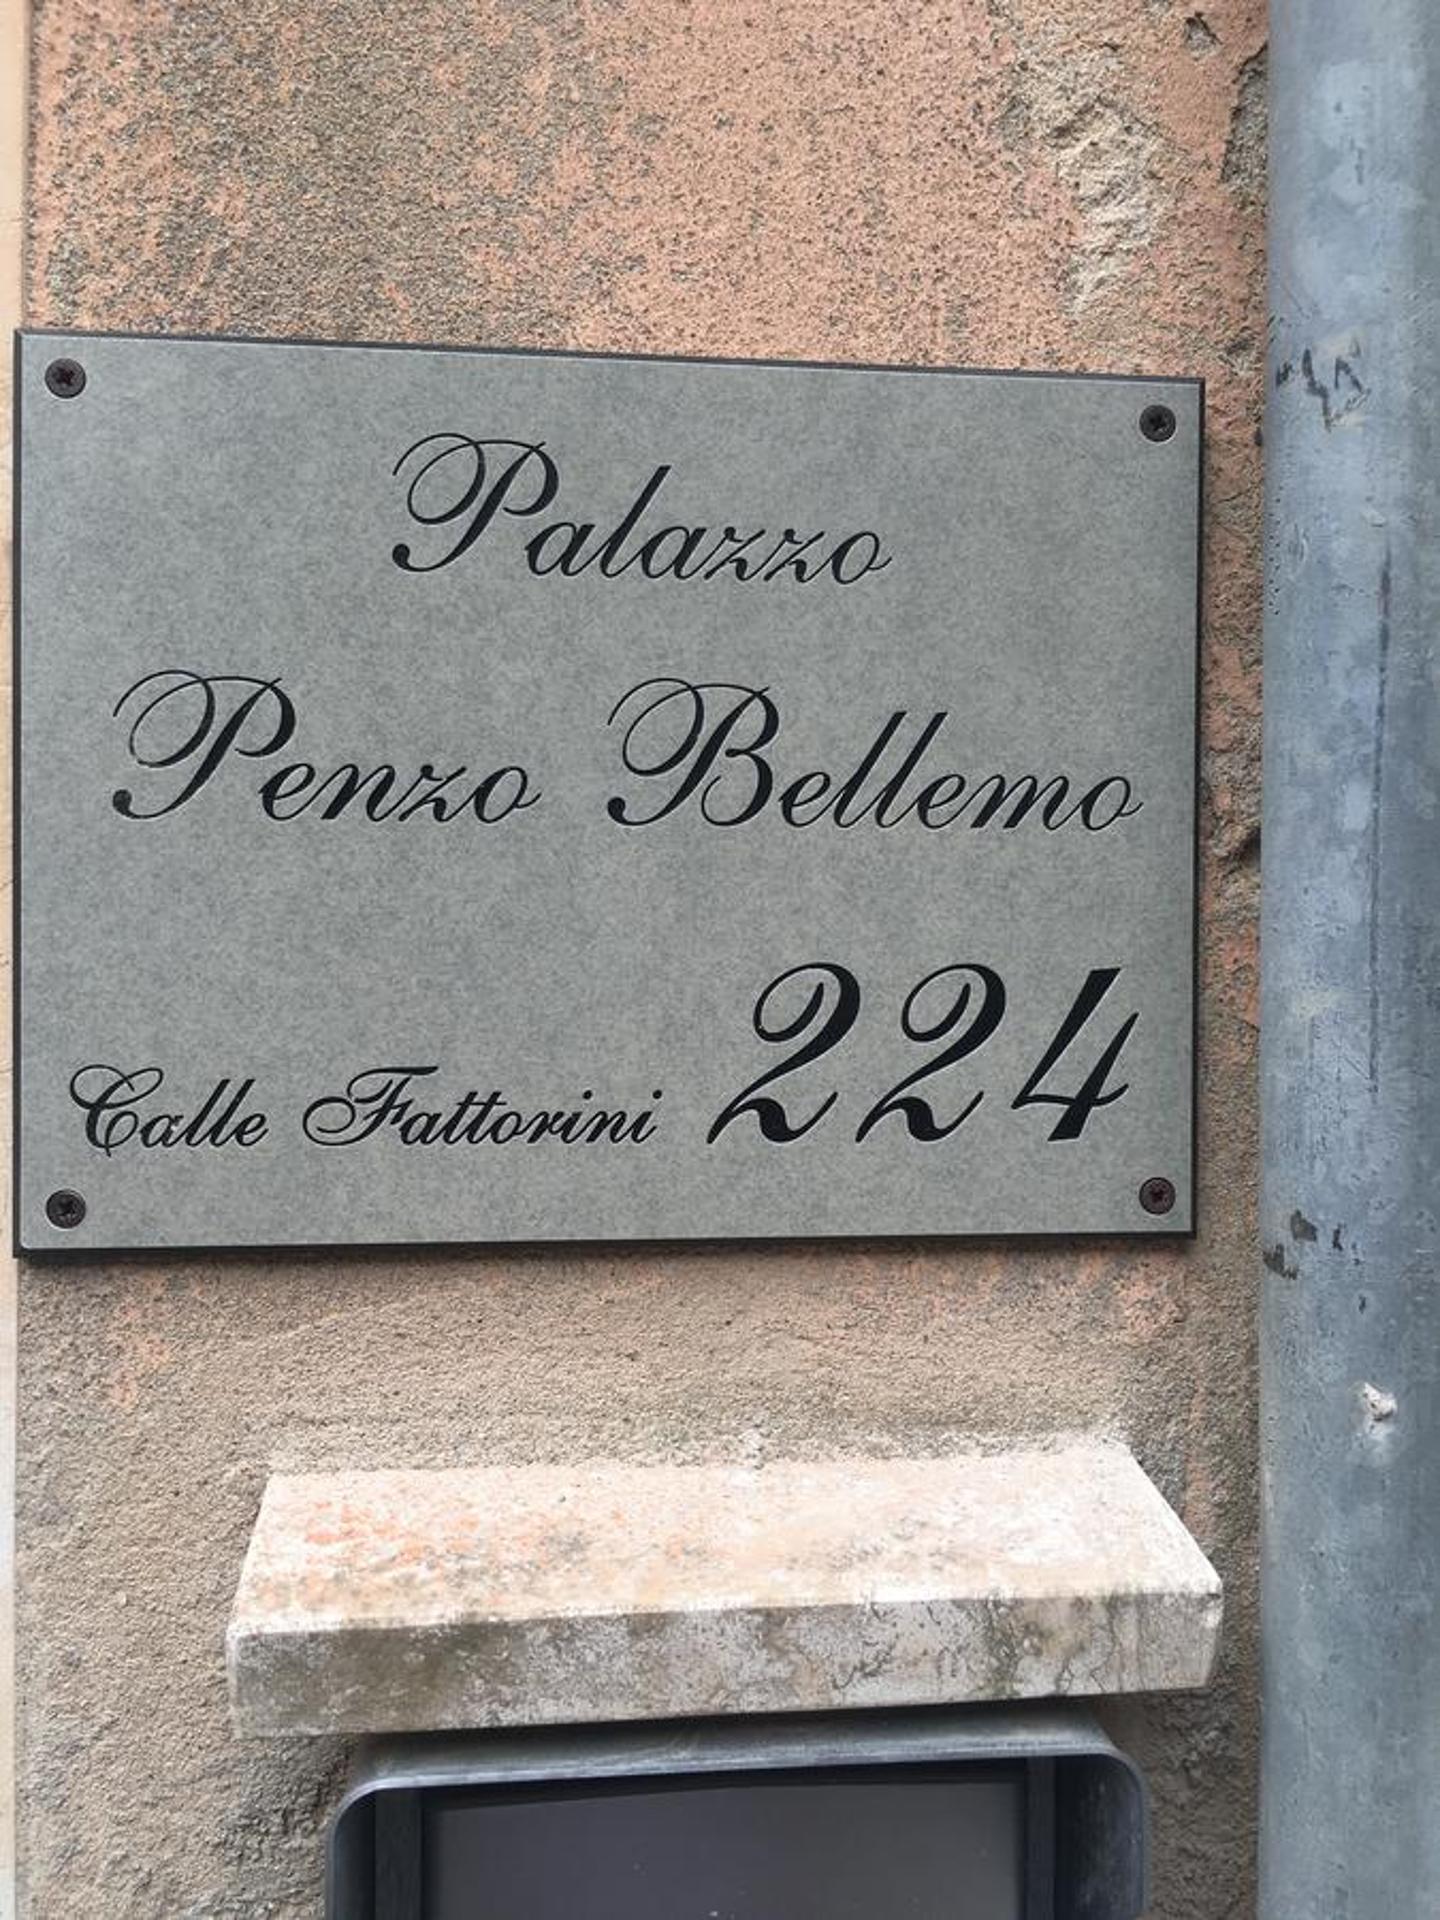 Palazzo
Penzo Bellemo
Calle Fattorini 224